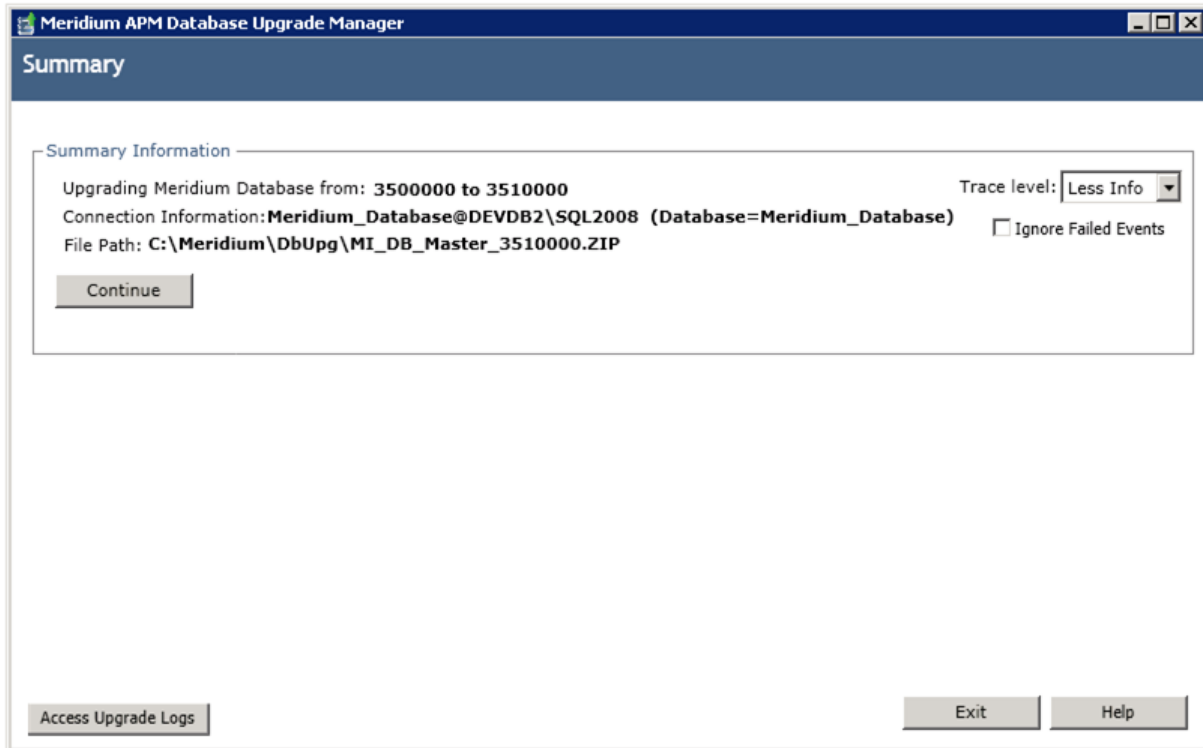 Meridium APM Database Upgrade Manager
Summary
Summary Information
Upgrading Meridium Database from: 3500000 to 3510000
Trace level: Less Info
Connection Information:Meridium_Database@DEVDB2\SQL2008 (Database=Meridium_Database)
Ignore Failed Events
File Path: C:\Meridium\DbUpg\MI_DB_Master_3510000.ZIP
Continue
Access Upgrade Logs
Exit
Help